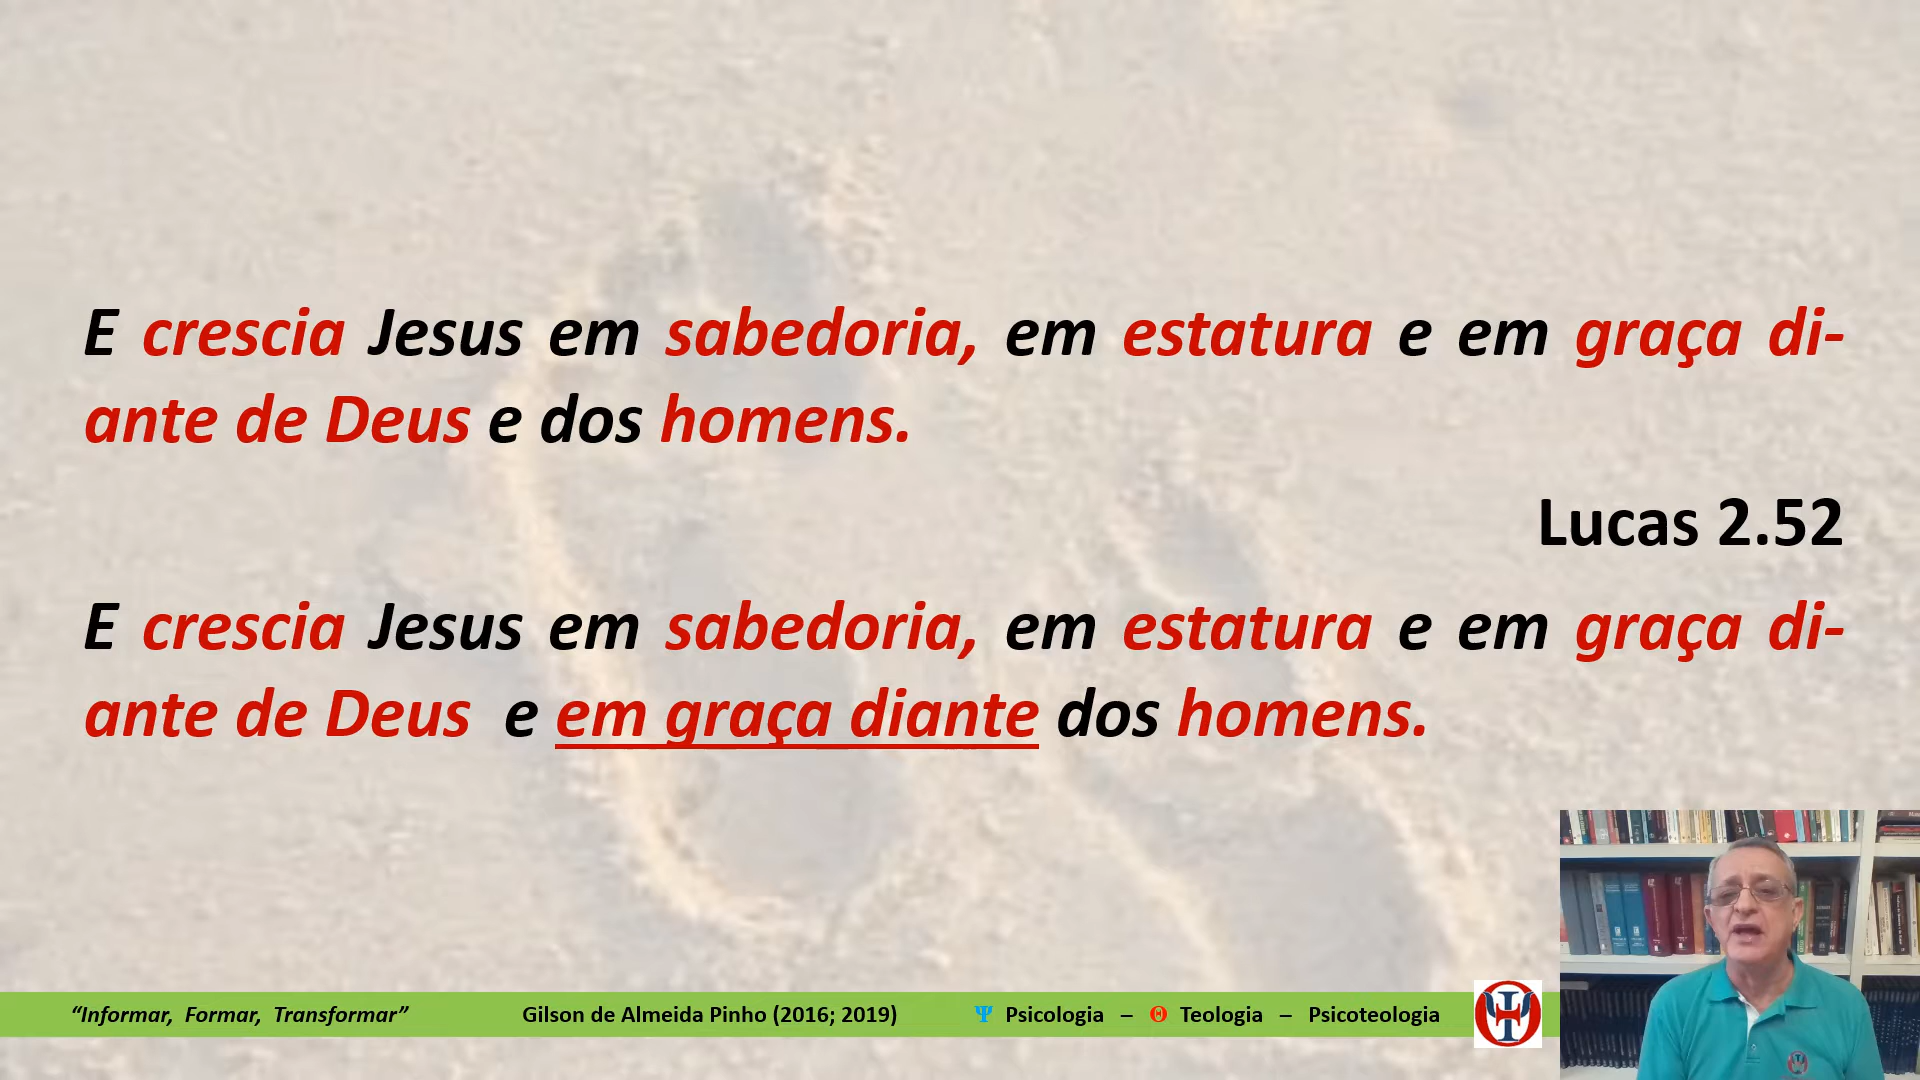 E crescia Jesus em sabedoria, em estatura e em graça di-
ante de Deus e dos homens.
Lucas 2.52
E crescia Jesus em sabedoria, em estatura e em graça di-
ante de Deus e em graça diante dos homens.
“Informar, Formar, Transformar” Gilson de Almeida Pinho (2016; 2019) Ψ Psicologia – Θ Teologia – Psicoteologia